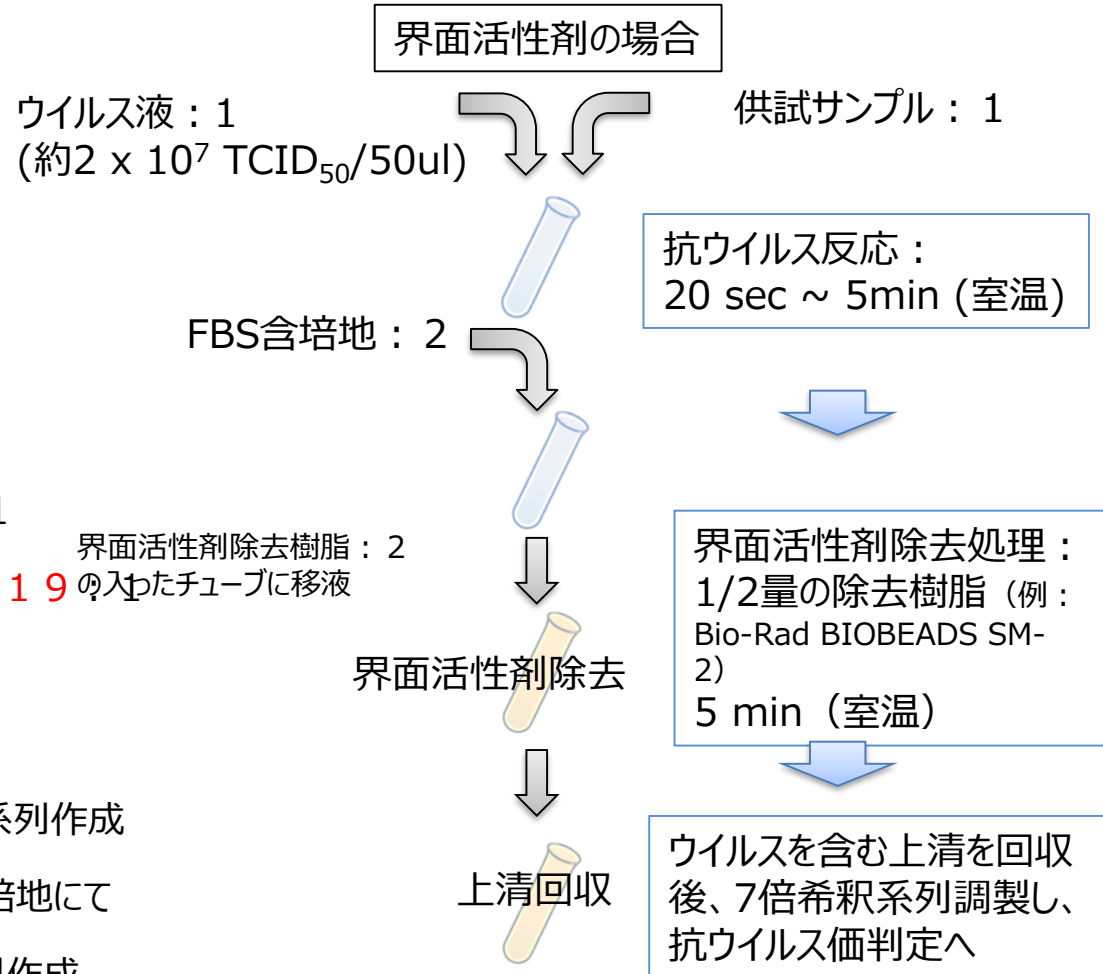 界面活性剤の場合
ウイルス液：1
(約2 x 10⁷ TCID₅₀/50ul)
供試サンプル： 1
抗ウイルス反応：
20 sec ~ 5min (室温)
FBS含培地： 2
1
界面活性剤除去樹脂： 2
の入ったチューブに移液
１９：1
界面活性剤除去処理：
1/2量の除去樹脂（例：
Bio-Rad BIOBEADS SM-
2）
5 min（室温）
界面活性剤除去
系列作成
培地にて
上清回収
ウイルスを含む上清を回収
後、7倍希釈系列調製し、
抗ウイルス価判定へ